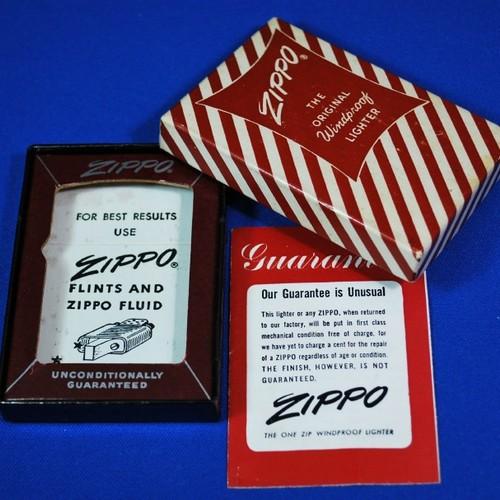 ZIPPO®
THE
ORIGINAL
Windproof
LIGHTER
ZIPPO®
FOR BEST RESULTS
USE
ZIPPO®
FLINTS AND
ZIPPO FLUID
* UNCONDITIONALLY
GUARANTEED
Our Guarantee is Unusual
This lighter or any ZIPPO, when returned
to our factory, will be put in first class
mechanical condition free of charge, for
we have yet to charge a cent for the repair
of a ZIPPO regardless of age or condition.
THE FINISH, HOWEVER, IS NOT
GUARANTEED.
ZIPPO
THE ONE ZIP WINDPROOF LIGHTER